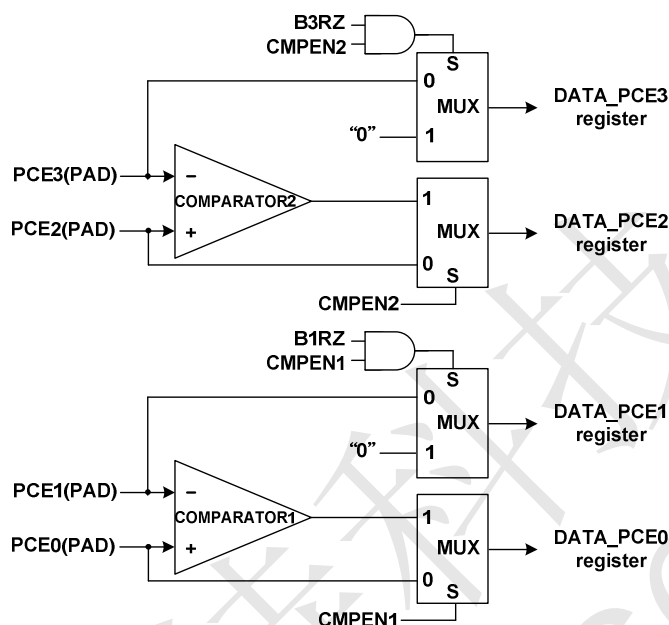 B3RZ
CMPEN2
S
0
MUX
DATA_PCE3
register
"0"
1
PCE3(PAD)
−
COMPARATOR2
1
DATA_PCE2
register
MUX
PCE2(PAD)
+
0
S
CMPEN2
B1RZ
CMPEN1
S
0
MUX
DATA_PCE1
register
"0"
1
PCE1(PAD)
−
COMPARATOR1
1
DATA_PCE0
register
MUX
PCE0(PAD)
+
0
S
CMPEN1